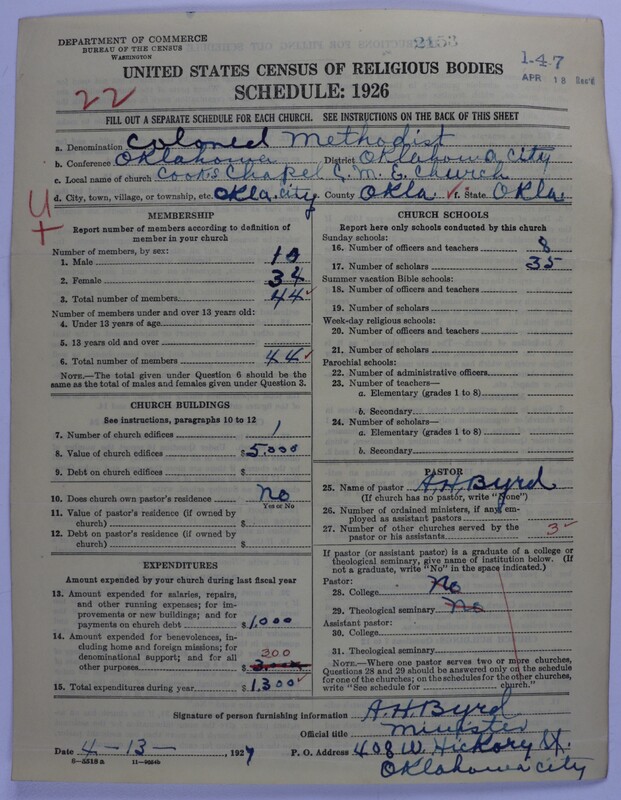 DEPARTMENT OF COMMERCE
BUREAU OF THE CENSUS
WASHINGTON
2153
1-47
APR 18
22
UNITED STATES CENSUS OF RELIGIOUS BODIES
SCHEDULE: 1926
FILL OUT A SEPARATE SCHEDULE FOR EACH CHURCH. SEE INSTRUCTIONS ON THE BACK OF THIS SHEET
a. Denomination Colored Methodist
b. Conference Oklahoma District Oklahoma City
c. Local name of church Cooks Chapel C. M. E. Church
d. City, town, village, or township, etc. Okla. City County Okla f. State Okla
MEMBERSHIP
Report number of members according to definition of member in your church
Number of members, by sex:
1. Male 10
2. Female 34
3. Total number of members 44
Number of members under and over 13 years old:
4. Under 13 years of age
5. 13 years old and over
6. Total number of members 44
NOTE.—The total given under Question 6 should be the same as the total of males and females given under Question 3.
CHURCH BUILDINGS
See instructions, paragraphs 10 to 12
7. Number of church edifices 1
8. Value of church edifices $5,000
9. Debt on church edifices $
10. Does church own pastor's residence No
Yes or No
11. Value of pastor's residence (if owned by church) $
12. Debt on pastor's residence (if owned by church) $
EXPENDITURES
Amount expended by your church during last fiscal year
13. Amount expended for salaries, repairs, and other running expenses; for improvements or new buildings; and for payments on church debt $1,000
14. Amount expended for benevolences, including home and foreign missions; for denominational support; and for all other purposes $ 300
15. Total expenditures during year $1,300
CHURCH SCHOOLS
Report here only schools conducted by this church
Sunday schools:
16. Number of officers and teachers 8
17. Number of scholars 35
Summer vacation Bible schools:
18. Number of officers and teachers
19. Number of scholars
Week-day religious schools:
20. Number of officers and teachers
21. Number of scholars
Parochial schools:
22. Number of administrative officers
23. Number of teachers—
a. Elementary (grades 1 to 8)
b. Secondary
24. Number of scholars—
a. Elementary (grades 1 to 8)
b. Secondary
PASTOR
25. Name of pastor A. H. Byrd
(If church has no pastor, write "None")
26. Number of ordained ministers, if any, employed as assistant pastors
27. Number of other churches served by the pastor or his assistants 3
If pastor (or assistant pastor) is a graduate of a college or theological seminary, give name of institution below. (If not a graduate, write "No" in the space indicated.)
Pastor:
28. College No
29. Theological seminary No
Assistant pastor:
30. College
31. Theological seminary
NOTE.—Where one pastor serves two or more churches, Questions 28 and 29 should be answered only on the schedule for one of the churches; on the schedules for the other churches, write "See schedule for church."
Signature of person furnishing information A. H. Byrd
Official title Minister
Date 4-13-, 1927 P. O. Address 408 W. Hickory St.
Oklahoma City
8-5518 a